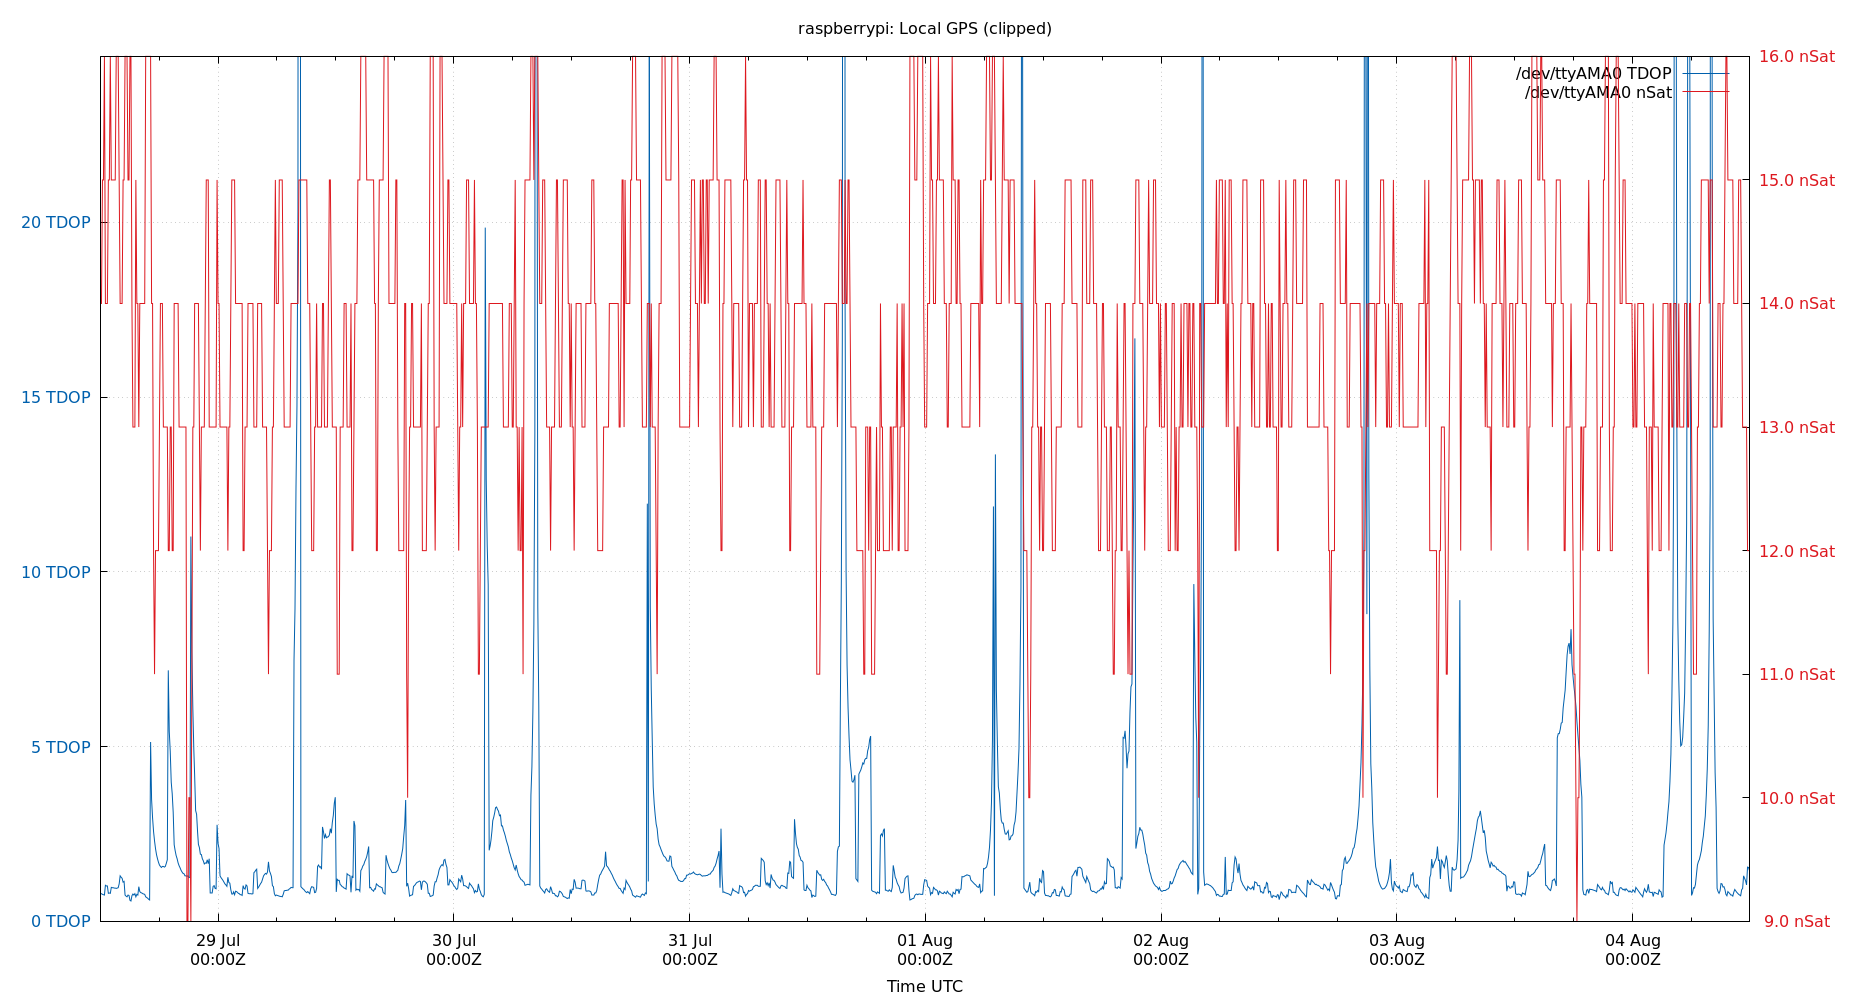 raspberrypi: Local GPS (clipped)
/dev/ttyAMA0 TDOP
/dev/ttyAMA0 nSat
20 TDOP
15 TDOP
10 TDOP
5 TDOP
0 TDOP
16.0 nSat
15.0 nSat
14.0 nSat
13.0 nSat
12.0 nSat
11.0 nSat
10.0 nSat
9.0 nSat
29 Jul
00:00Z
30 Jul
00:00Z
31 Jul
00:00Z
01 Aug
00:00Z
02 Aug
00:00Z
03 Aug
00:00Z
04 Aug
00:00Z
Time UTC